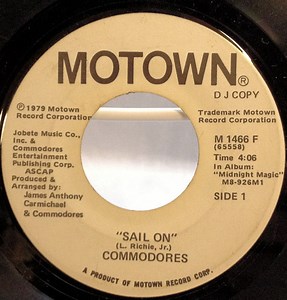 MOTOWN®
D J COPY
℗1979 Motown
Record Corporation
Trademark Motown
Record Corporation
Jobete Music Co.,
Inc. &
Commodores
Entertainment
Publishing Corp.
ASCAP
Produced &
Arranged by:
James Anthony
Carmichael
& Commodores
M 1466 F
(65558)
Time: 4:06
In Album:
"Midnight Magic"
M8-926M1
SIDE 1
"SAIL ON"
(L. Richie, Jr.)
COMMODORES
A PRODUCT OF MOTOWN RECORD CORP.